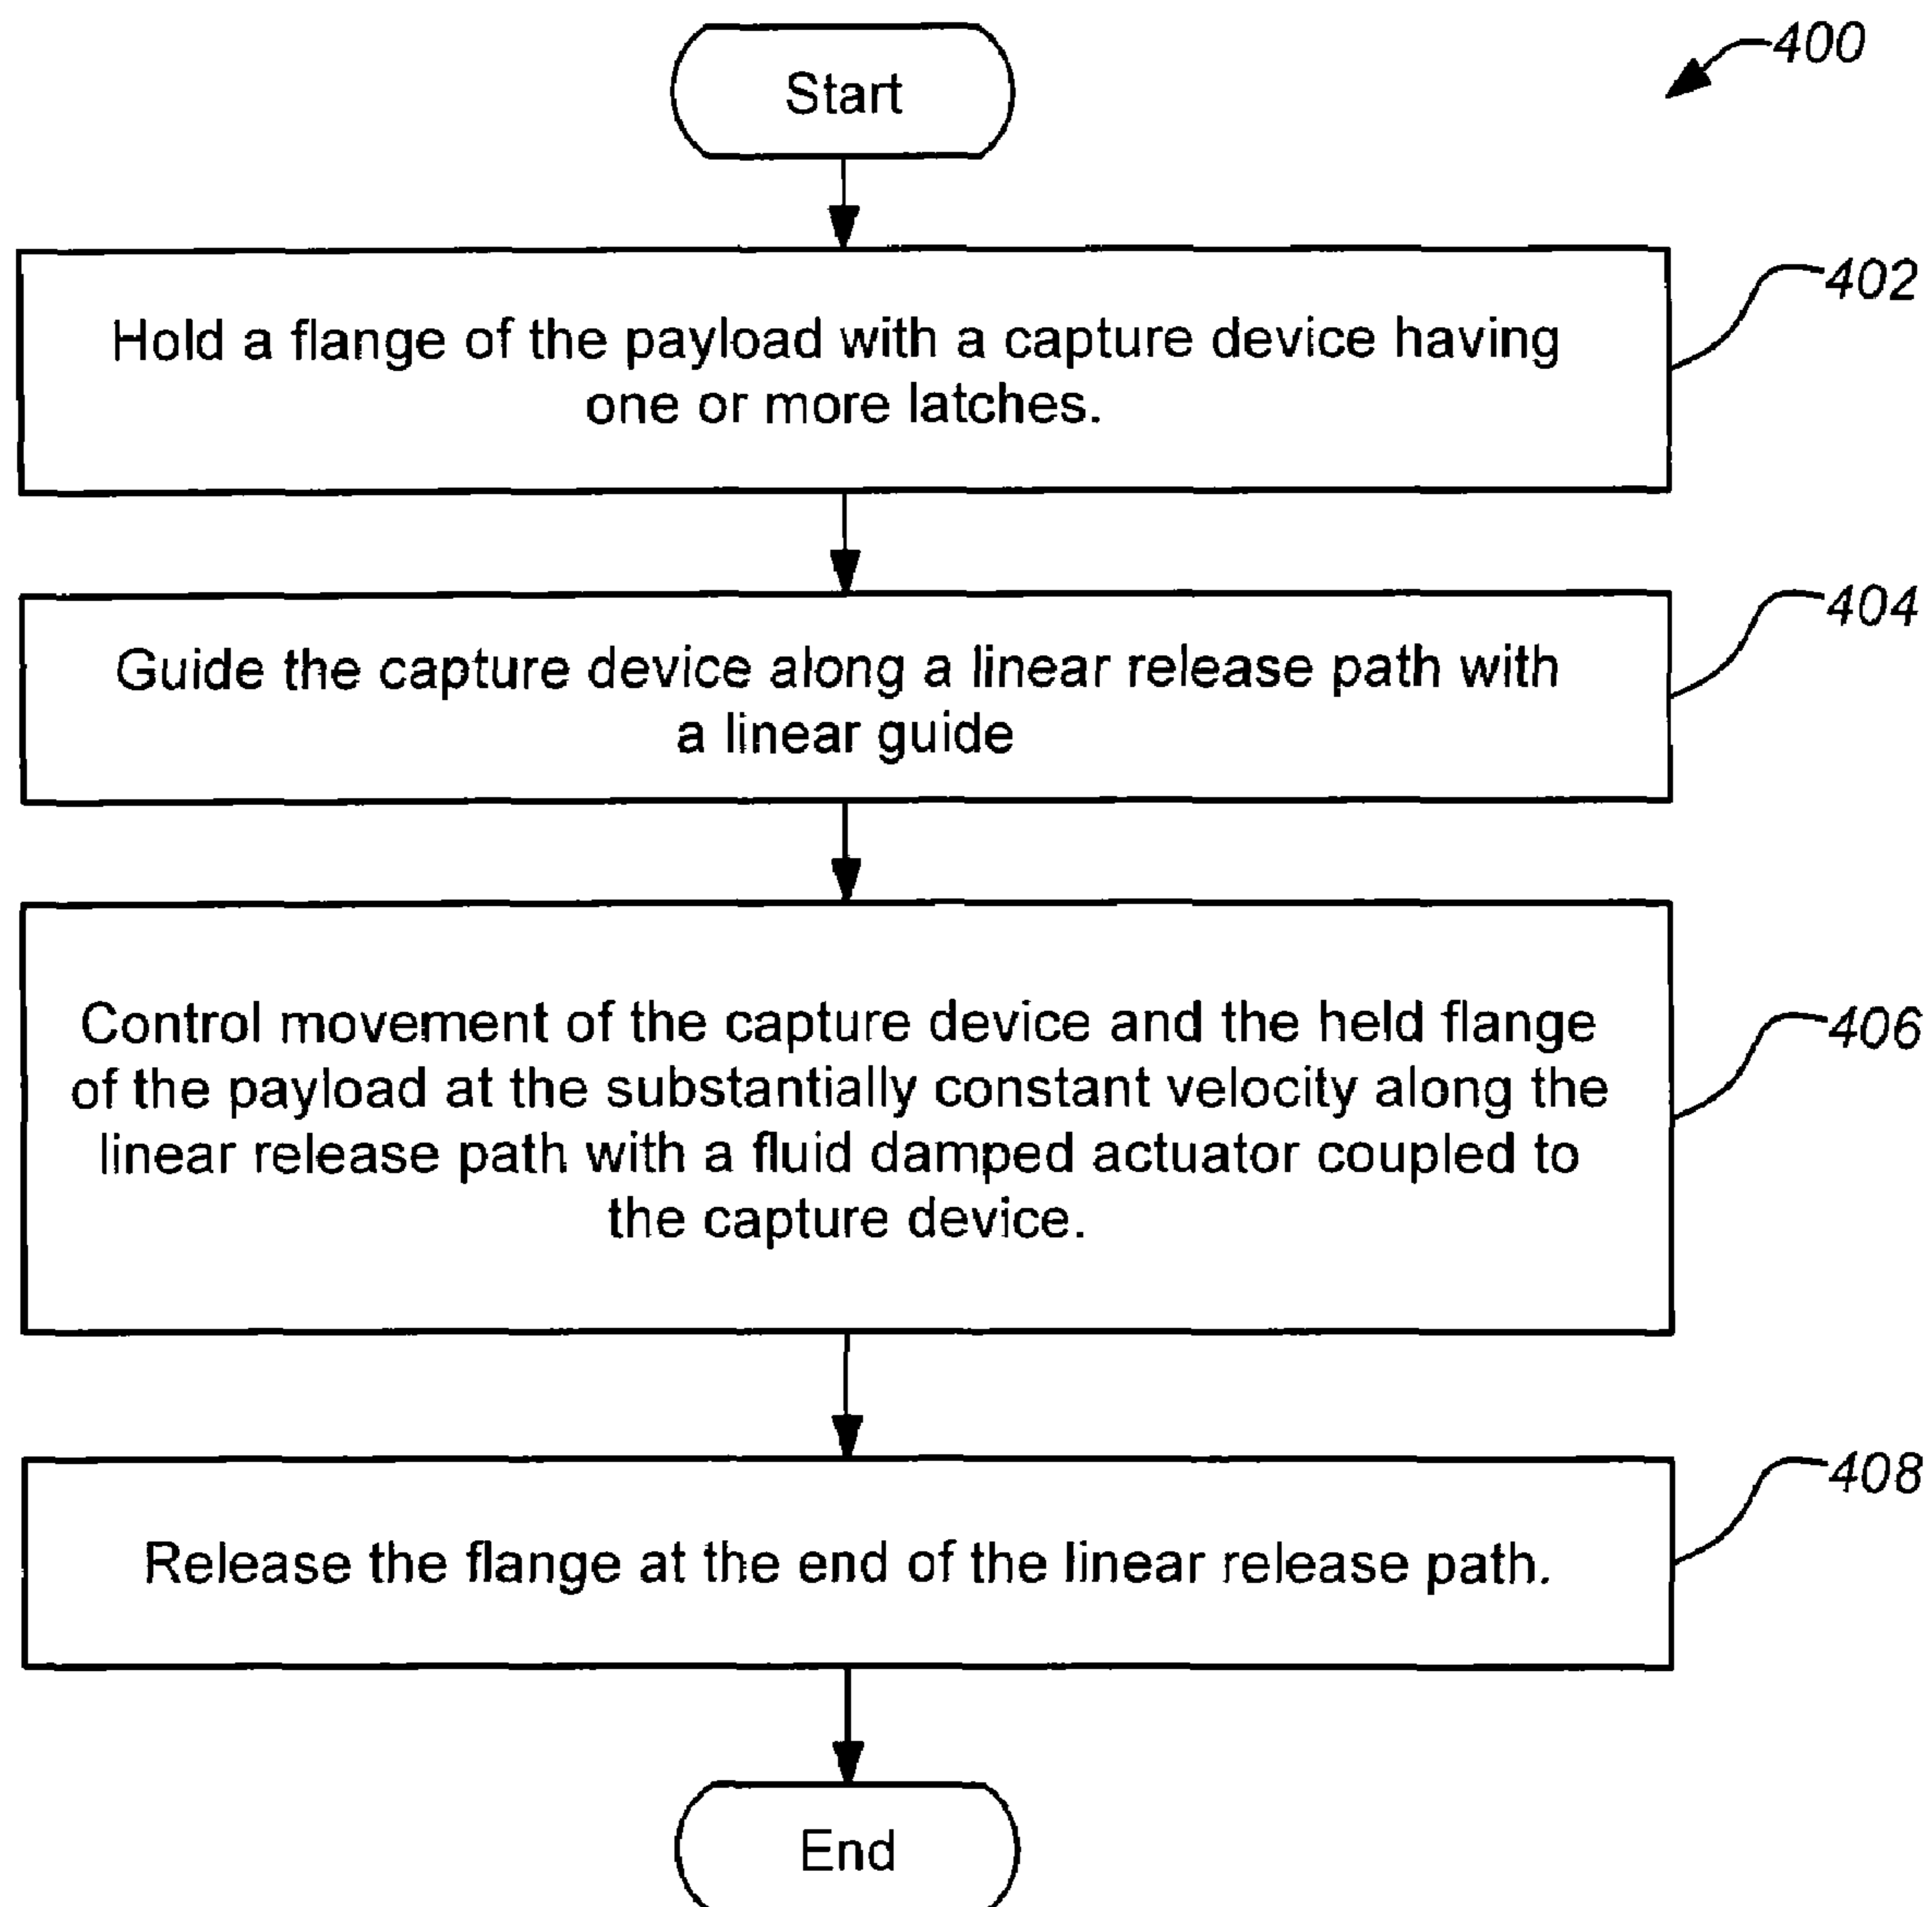 400
Start
402
Hold a flange of the payload with a capture device having
one or more latches.
404
Guide the capture device along a linear release path with
a linear guide
406
Control movement of the capture device and the held flange
of the payload at the substantially constant velocity along the
linear release path with a fluid damped actuator coupled to
the capture device.
408
Release the flange at the end of the linear release path.
End